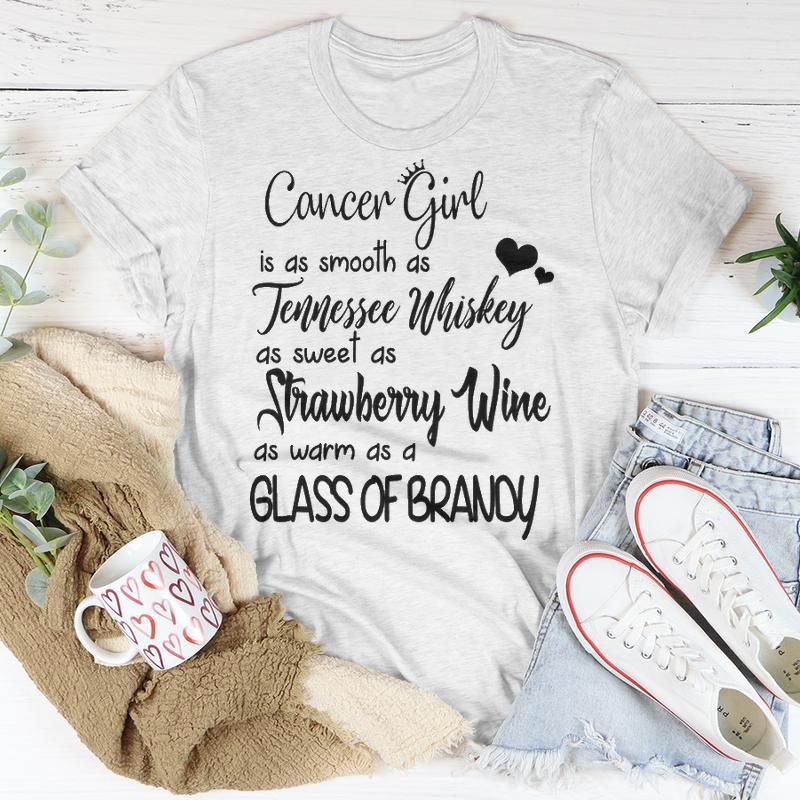 Cancer Girl
is as smooth as
Tennessee Whiskey
as sweet as
Strawberry Wine
as warm as a
GLASS OF BRANDY